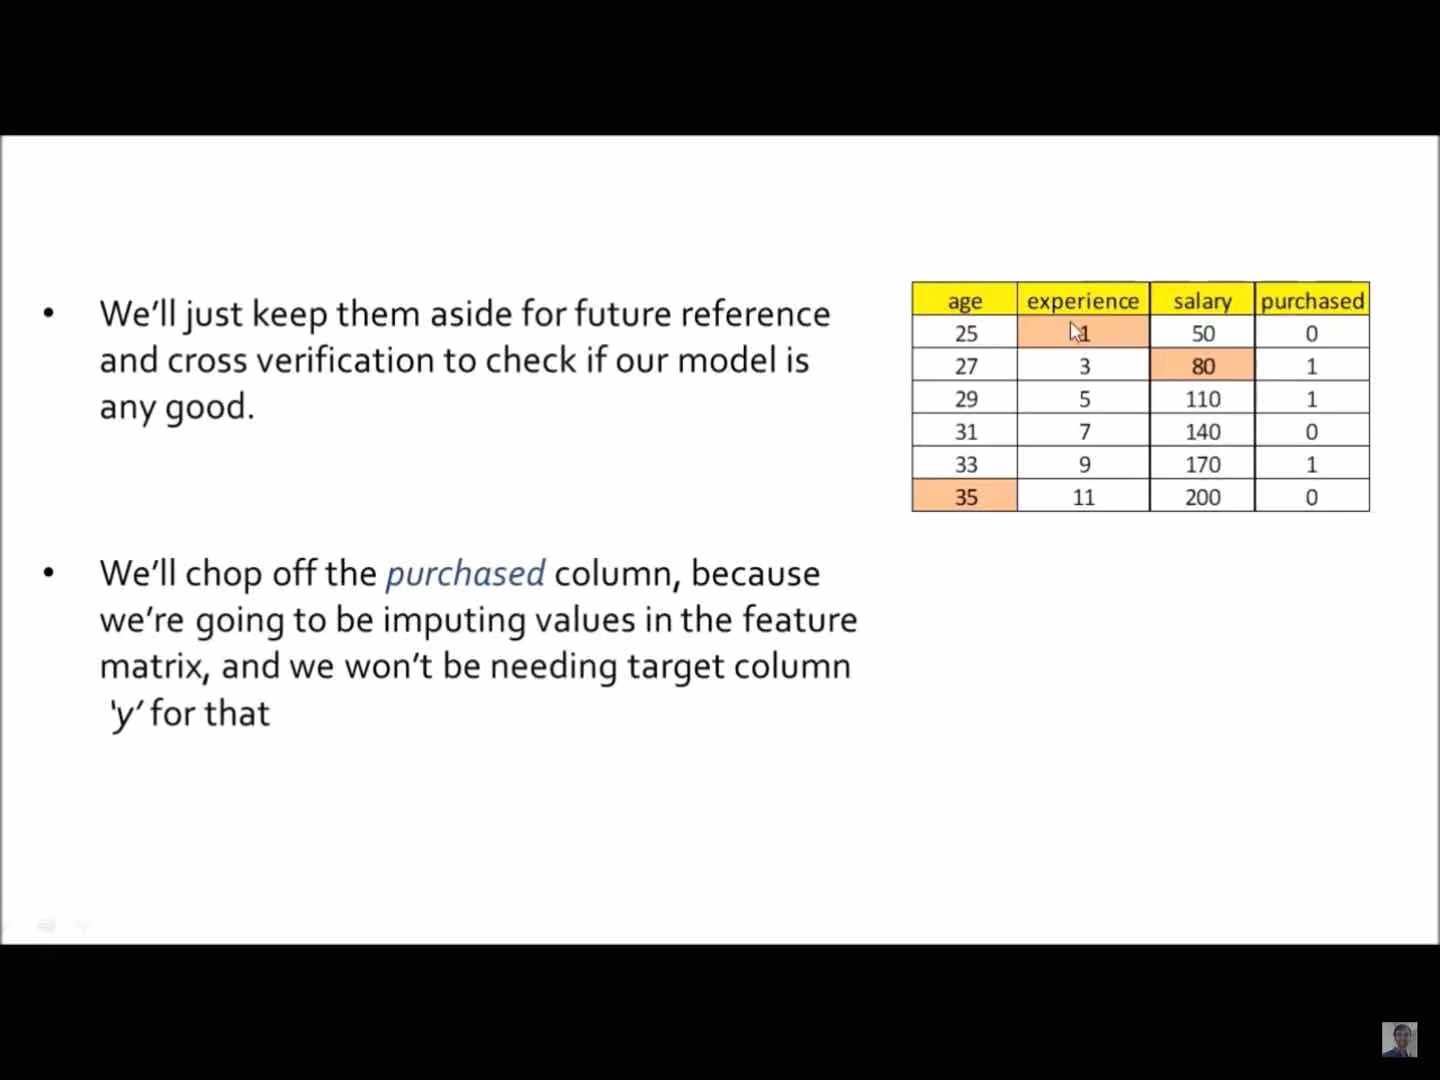 • We'll just keep them aside for future reference
and cross verification to check if our model is
any good.
• We'll chop off the purchased column, because
we're going to be imputing values in the feature
matrix, and we won't be needing target column
'y' for that
age experience salary purchased
25 1 50 0
27 3 80 1
29 5 110 1
31 7 140 0
33 9 170 1
35 11 200 0